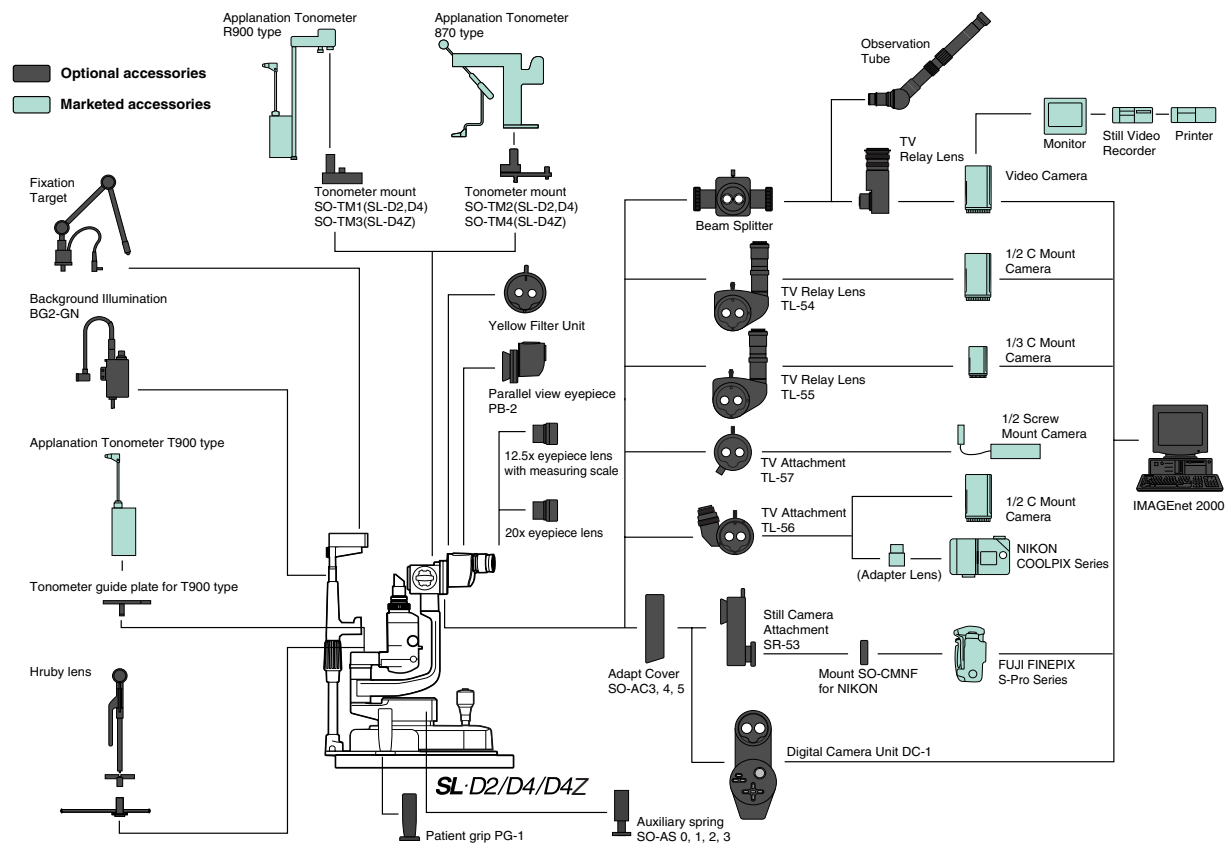 Applanation Tonometer
R900 type
Applanation Tonometer
870 type
Optional accessories
Marketed accessories
Observation
Tube
TV
Relay Lens
Monitor
Still Video
Recorder
Printer
Video Camera
Fixation
Target
Tonometer mount
SO-TM1(SL-D2,D4)
SO-TM3(SL-D4Z)
Tonometer mount
SO-TM2(SL-D2,D4)
SO-TM4(SL-D4Z)
Beam Splitter
Background Illumination
BG2-GN
Yellow Filter Unit
TV Relay Lens
TL-54
1/2 C Mount
Camera
Parallel view eyepiece
PB-2
TV Relay Lens
TL-55
1/3 C Mount
Camera
Applanation Tonometer T900 type
12.5x eyepiece lens
with measuring scale
TV Attachment
TL-57
1/2 Screw
Mount Camera
20x eyepiece lens
TV Attachment
TL-56
1/2 C Mount
Camera
IMAGEnet 2000
(Adapter Lens)
NIKON
COOLPIX Series
Tonometer guide plate for T900 type
Still Camera
Attachment
SR-53
Hruby lens
Adapt Cover
SO-AC3, 4, 5
Mount SO-CMNF
for NIKON
FUJI FINEPIX
S-Pro Series
Digital Camera Unit DC-1
SL·D2/D4/D4Z
Patient grip PG-1
Auxiliary spring
SO-AS 0, 1, 2, 3